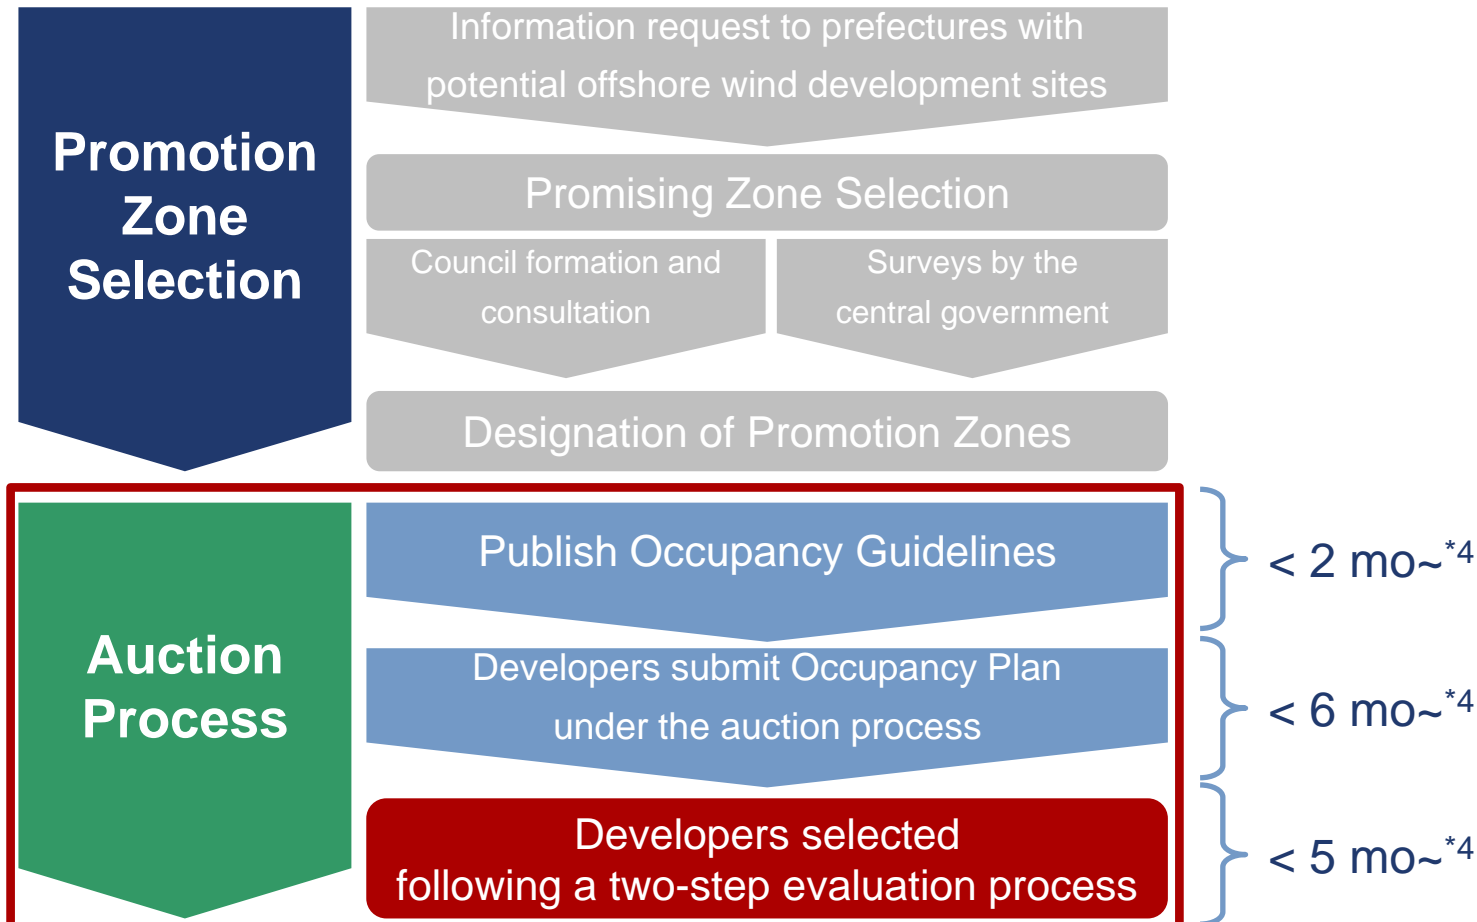 Promotion
Zone
Selection
Information request to prefectures with
potential offshore wind development sites
Promising Zone Selection
Council formation and
consultation
Surveys by the
central government
Designation of Promotion Zones
Auction
Process
Publish Occupancy Guidelines
< 2 mo~*4
Developers submit Occupancy Plan
under the auction process
< 6 mo~*4
Developers selected
following a two-step evaluation process
< 5 mo~*4